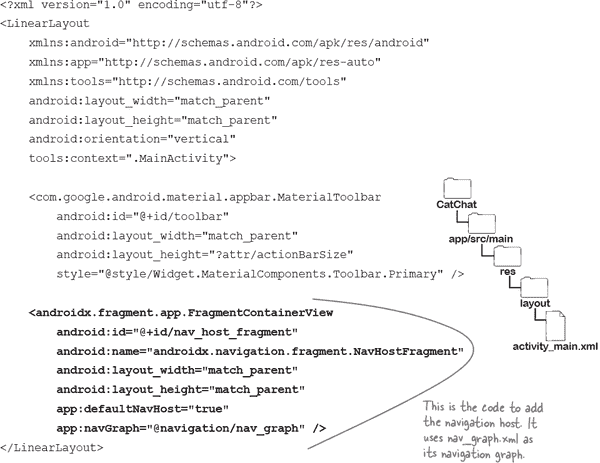 <?xml version="1.0" encoding="utf-8"?>
<LinearLayout
xmlns:android="http://schemas.android.com/apk/res/android"
xmlns:app="http://schemas.android.com/apk/res-auto"
xmlns:tools="http://schemas.android.com/tools"
android:layout_width="match_parent"
android:layout_height="match_parent"
android:orientation="vertical"
tools:context=".MainActivity">
<com.google.android.material.appbar.MaterialToolbar
android:id="@+id/toolbar"
android:layout_width="match_parent"
android:layout_height="?attr/actionBarSize"
style="@style/Widget.MaterialComponents.Toolbar.Primary" />
<androidx.fragment.app.FragmentContainerView
android:id="@+id/nav_host_fragment"
android:name="androidx.navigation.fragment.NavHostFragment"
android:layout_width="match_parent"
android:layout_height="match_parent"
app:defaultNavHost="true"
app:navGraph="@navigation/nav_graph" />
</LinearLayout>
CatChat
app/src/main
res
layout
activity_main.xml
This is the code to add
the navigation host. It
uses nav_graph.xml as
its navigation graph.